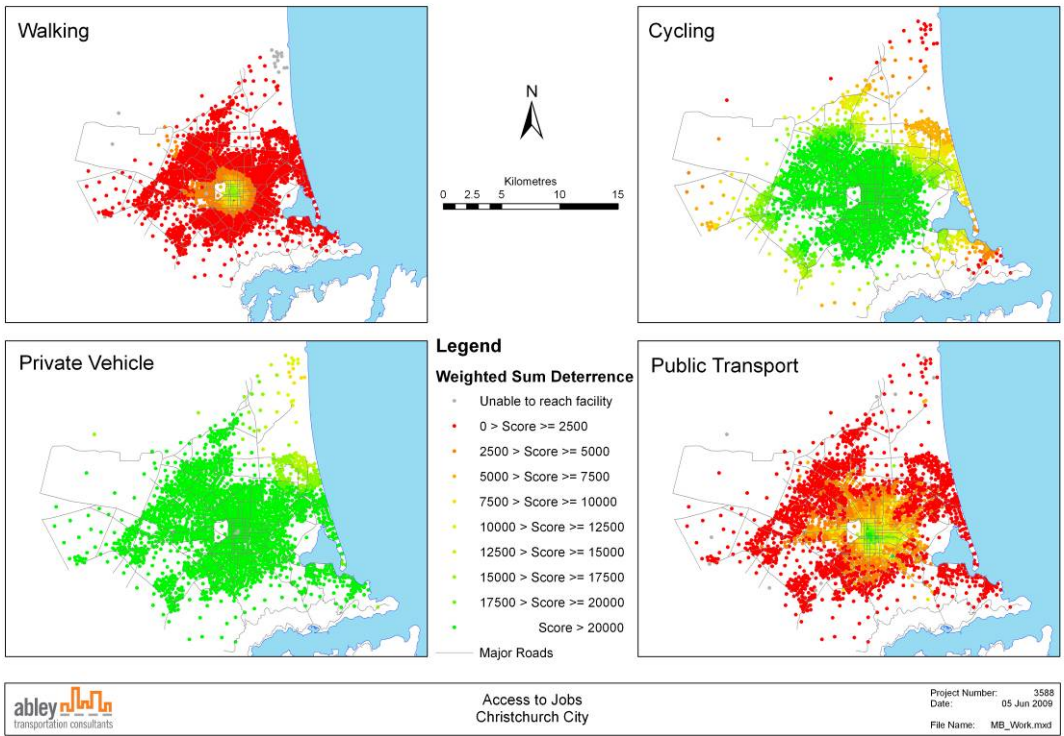 Walking
Cycling
N
Kilometres
0 2.5 5 10 15
Private Vehicle
Public Transport
Legend
Weighted Sum Deterrence
Unable to reach facility
0 > Score >= 2500
2500 > Score >= 5000
5000 > Score >= 7500
7500 > Score >= 10000
10000 > Score >= 12500
12500 > Score >= 15000
15000 > Score >= 17500
17500 > Score >= 20000
Score > 20000
Major Roads
abley
transportation consultants
Access to Jobs
Christchurch City
Project Number: 3588
Date: 05 Jun 2009
File Name: MB_Work.mxd